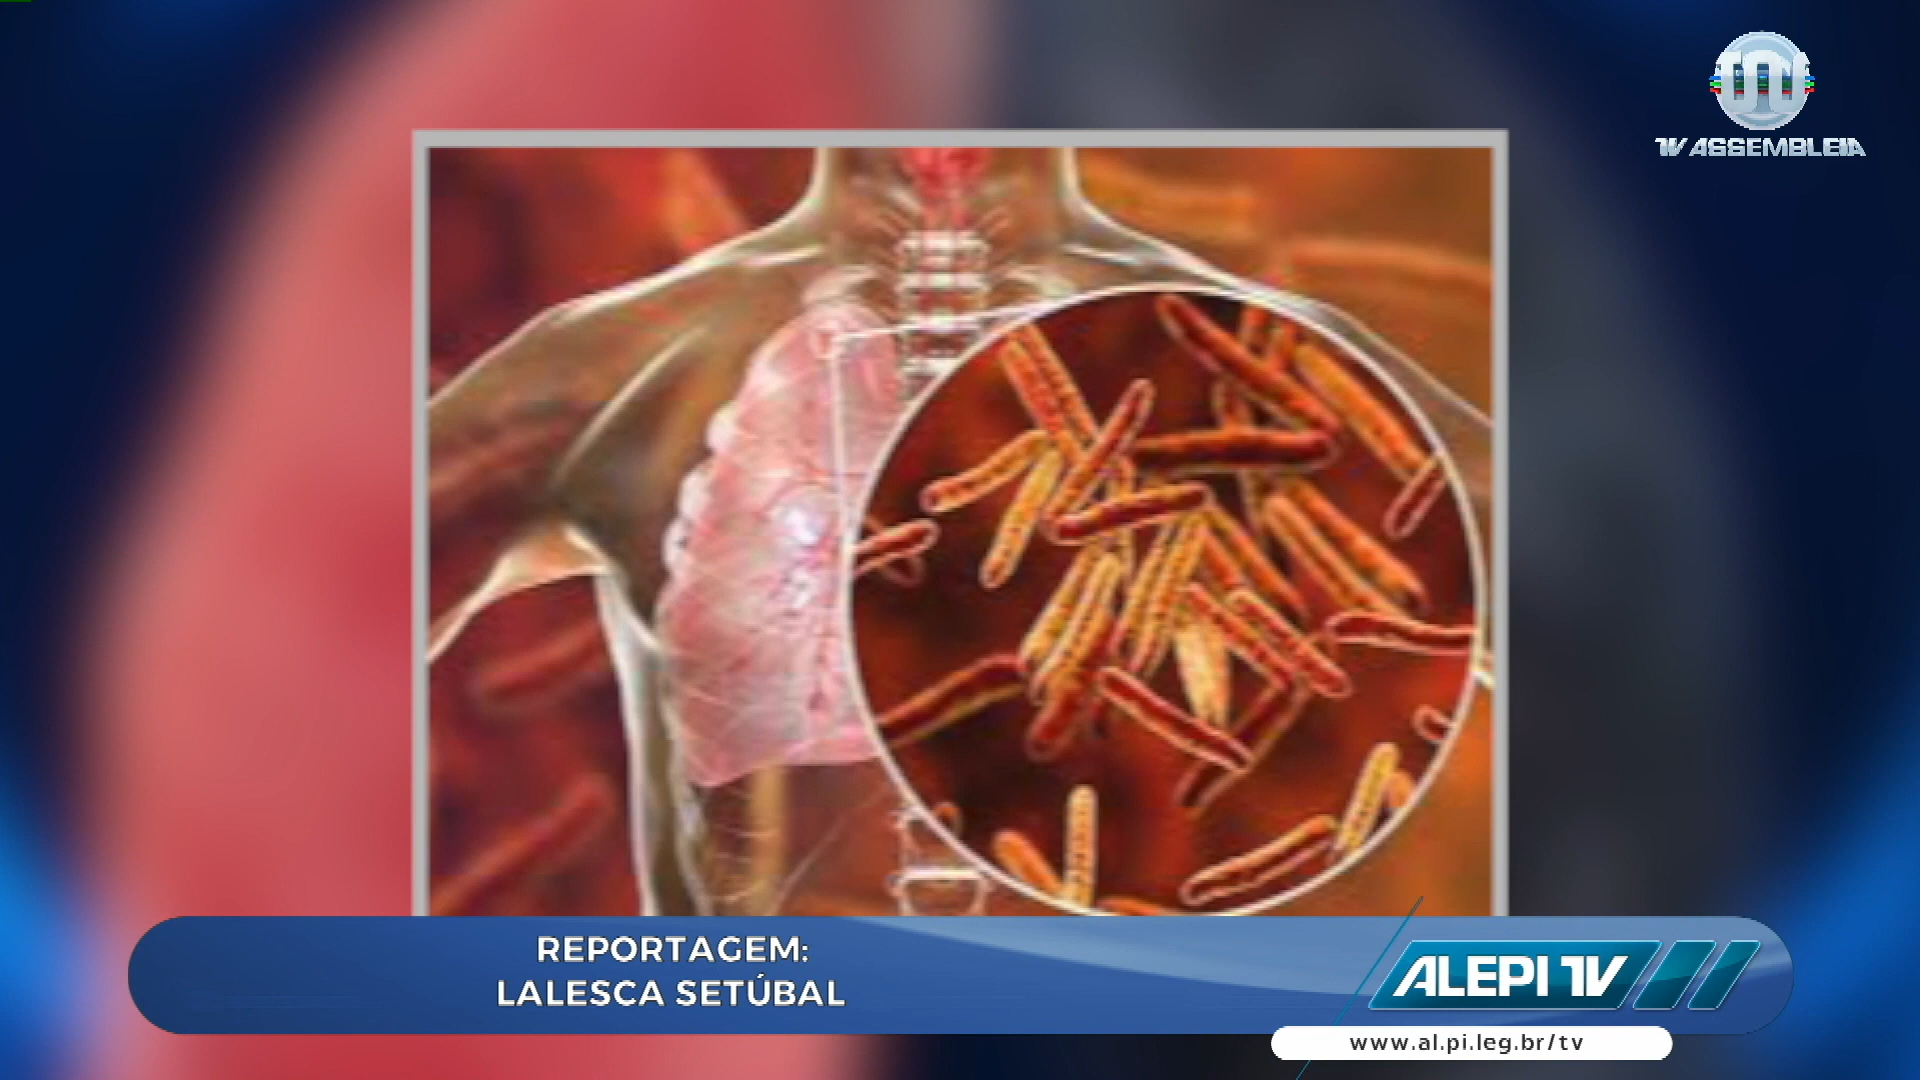 TV ASSEMBLEIA
REPORTAGEM:
LALESCA SETÚBAL
ALEPI TV
www.al.pi.leg.br/tv